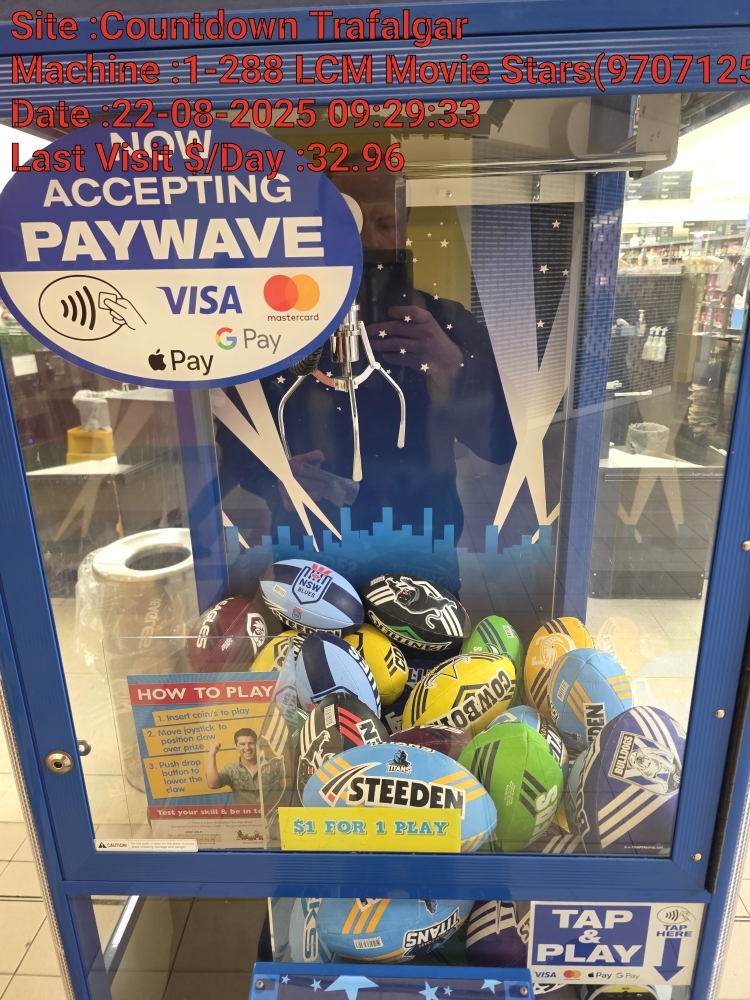 Site :Countdown Trafalgar
Machine :1-288 LCM Movie Stars(9707125
Date :22-08-2025 09:29:33
Last Visit $/Day :32.96
NOW
ACCEPTING
PAYWAVE
VISA
mastercard
G Pay
Pay
NSW
BLUES
STEEDEN
PANTHERS
EAGLES
COWBOYS
BULLDOGS
HOW TO PLAY
1. Insert coin/s to play
2. Move joystick to
position claw
over prize
3. Push drop
button to
lower the
claw
Test your skill & be in to
TITANS
STEEDEN
$1 FOR 1 PLAY
CAUTION
TITANS
TAP
&
PLAY
TAP
HERE
VISA
Pay G Pay